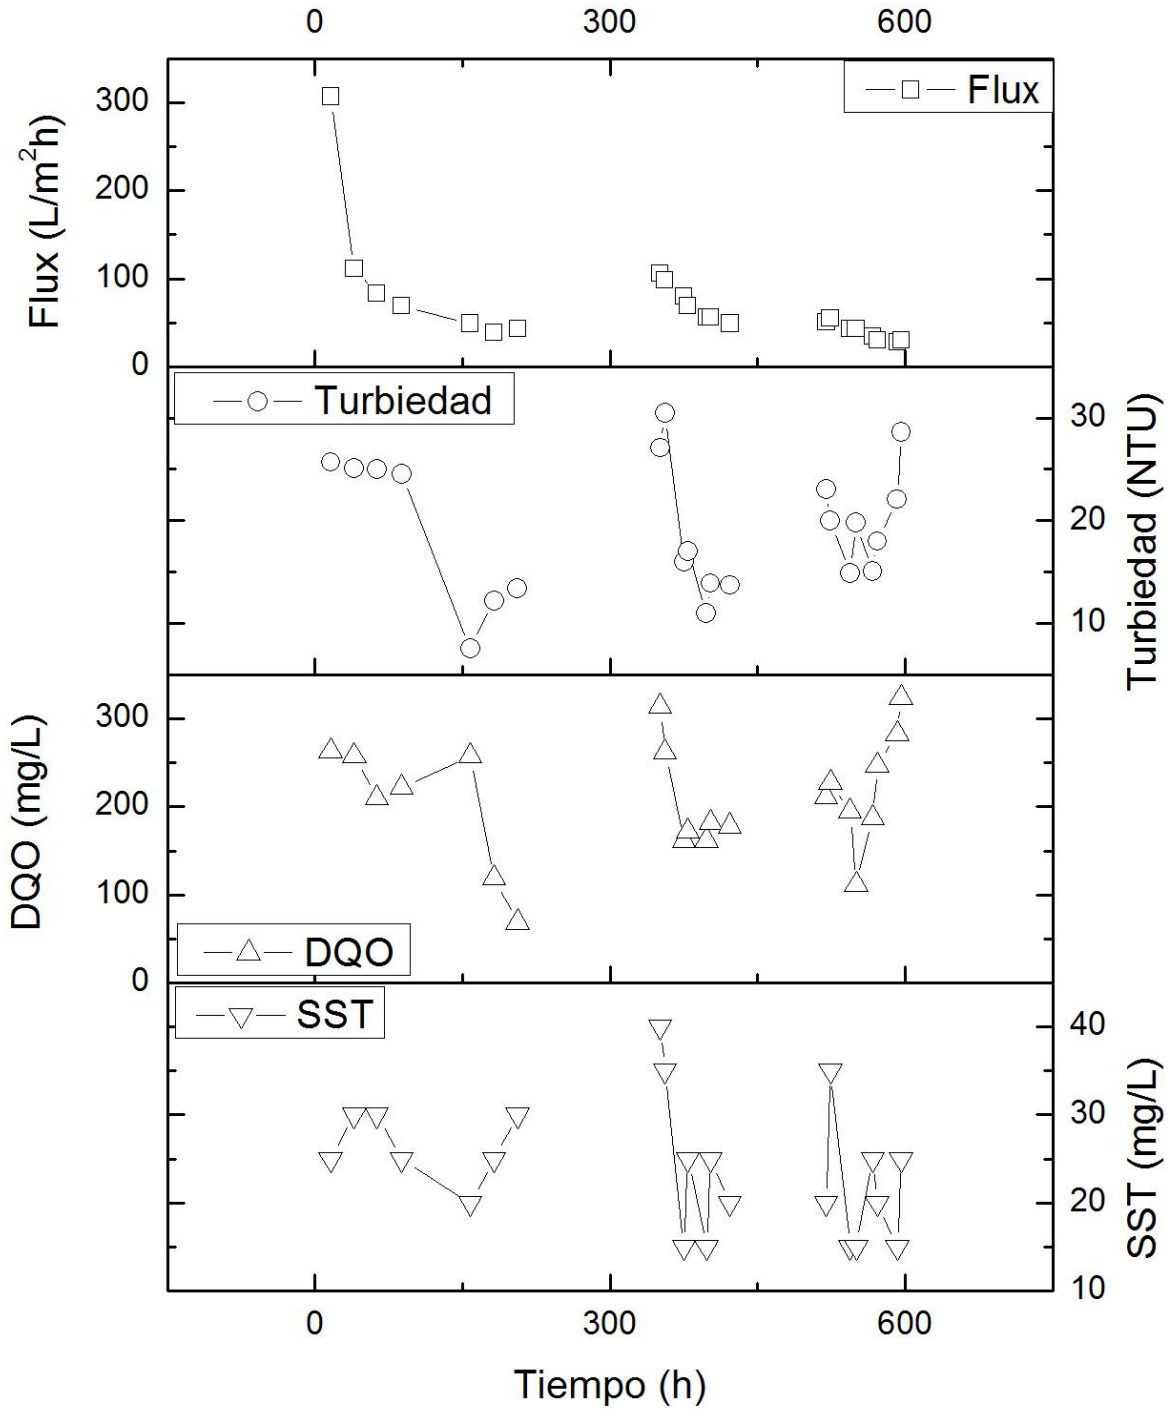 0 300 600
Flux (L/m²h)
300
200
100
0
Flux
Turbiedad
30
20
10
Turbiedad (NTU)
DQO (mg/L)
300
200
100
0
DQO
SST
40
30
20
10
SST (mg/L)
0 300 600
Tiempo (h)